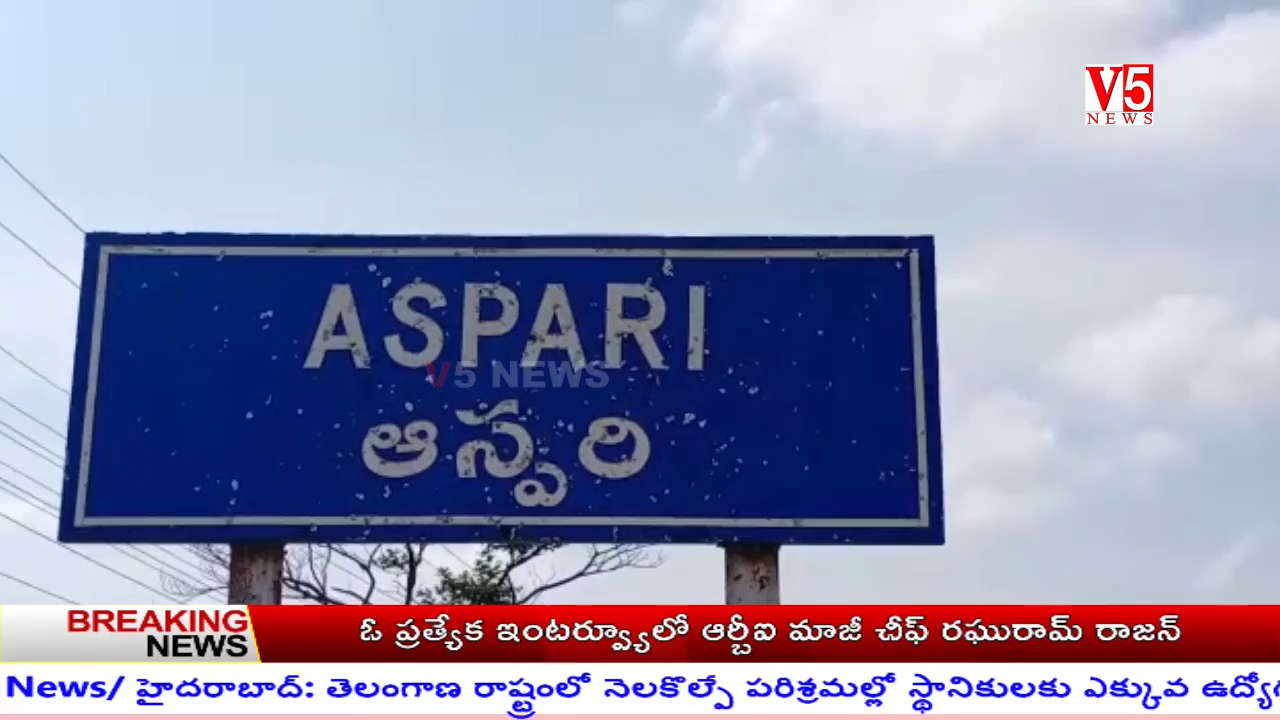 V5
NEWS
ASPARI
V5 NEWS
ఆస్పరి
BREAKING
NEWS
ఓ ప్రత్యేక ఇంటర్వ్యూలో ఆర్బీఐ మాజీ చీఫ్ రఘురామ్ రాజన్
News/ హైదరాబాద్: తెలంగాణ రాష్ట్రంలో నెలకొల్పే పరిశ్రమల్లో స్థానికులకు ఎక్కువ